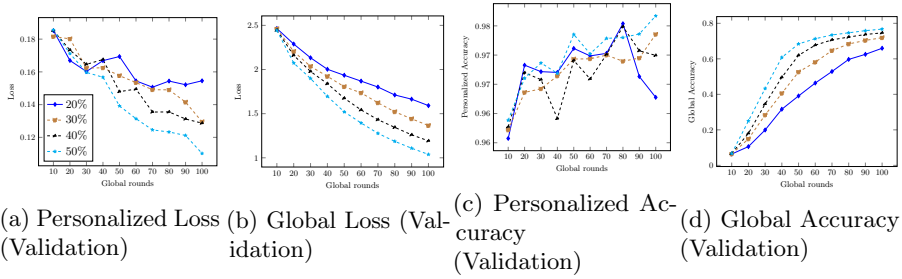 0.18
0.16
0.14
0.12
Loss
20%
30%
40%
50%
10 20 30 40 50 60 70 80 90 100
Global rounds
(a) Personalized Loss
(Validation)
2.5
2
1.5
1
Loss
10 20 30 40 50 60 70 80 90 100
Global rounds
(b) Global Loss (Val-
idation)
0.98
0.97
0.97
0.96
0.96
Personalized Accuracy
10 20 30 40 50 60 70 80 90 100
Global rounds
(c) Personalized Ac-
curacy
(Validation)
0.8
0.6
0.4
0.2
0
Global Accuracy
10 20 30 40 50 60 70 80 90 100
Global rounds
(d) Global Accuracy
(Validation)